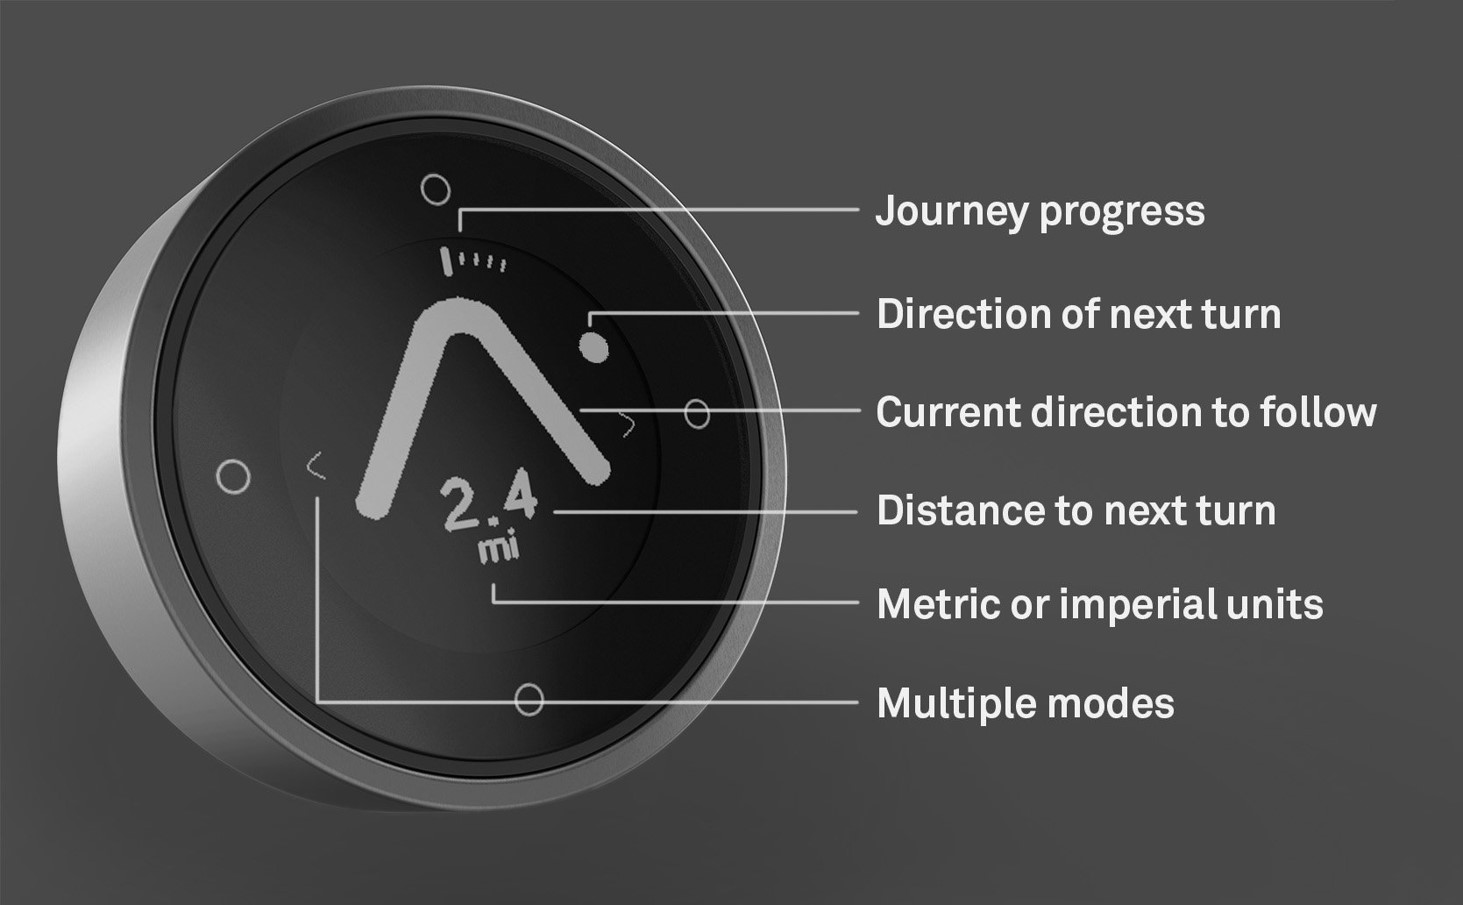 Journey progress
Direction of next turn
Current direction to follow
2.4
mi
Distance to next turn
Metric or imperial units
Multiple modes